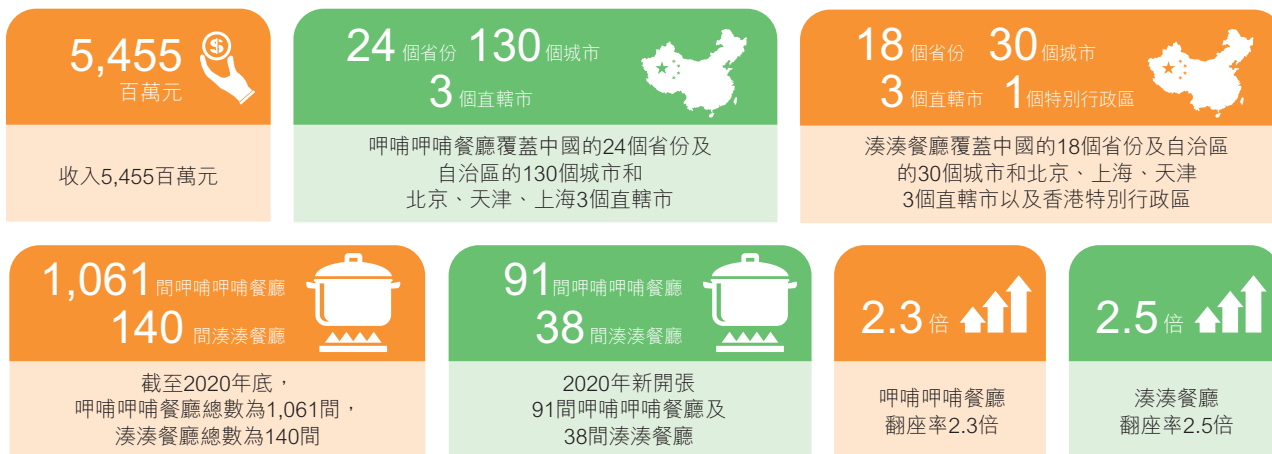 5,455
百萬元
收入5,455百萬元
24 個省份 130 個城市
3 個直轄市
呷哺呷哺餐廳覆蓋中國的24個省份及
自治區的130個城市和
北京、天津、上海3個直轄市
18 個省份 30 個城市
3 個直轄市 1 個特別行政區
湊湊餐廳覆蓋中國的18個省份及自治區
的30個城市和北京、上海、天津
3個直轄市以及香港特別行政區
1,061 間呷哺呷哺餐廳
140 間湊湊餐廳
截至2020年底，
呷哺呷哺餐廳總數為1,061間，
湊湊餐廳總數為140間
91 間呷哺呷哺餐廳
38 間湊湊餐廳
2020年新開張
91間呷哺呷哺餐廳及
38間湊湊餐廳
2.3 倍
呷哺呷哺餐廳
翻座率2.3倍
2.5 倍
湊湊餐廳
翻座率2.5倍